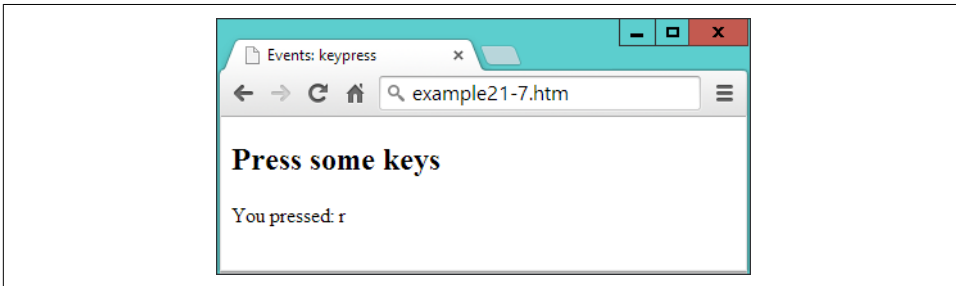 Events: keypress
example21-7.htm
Press some keys
You pressed: r